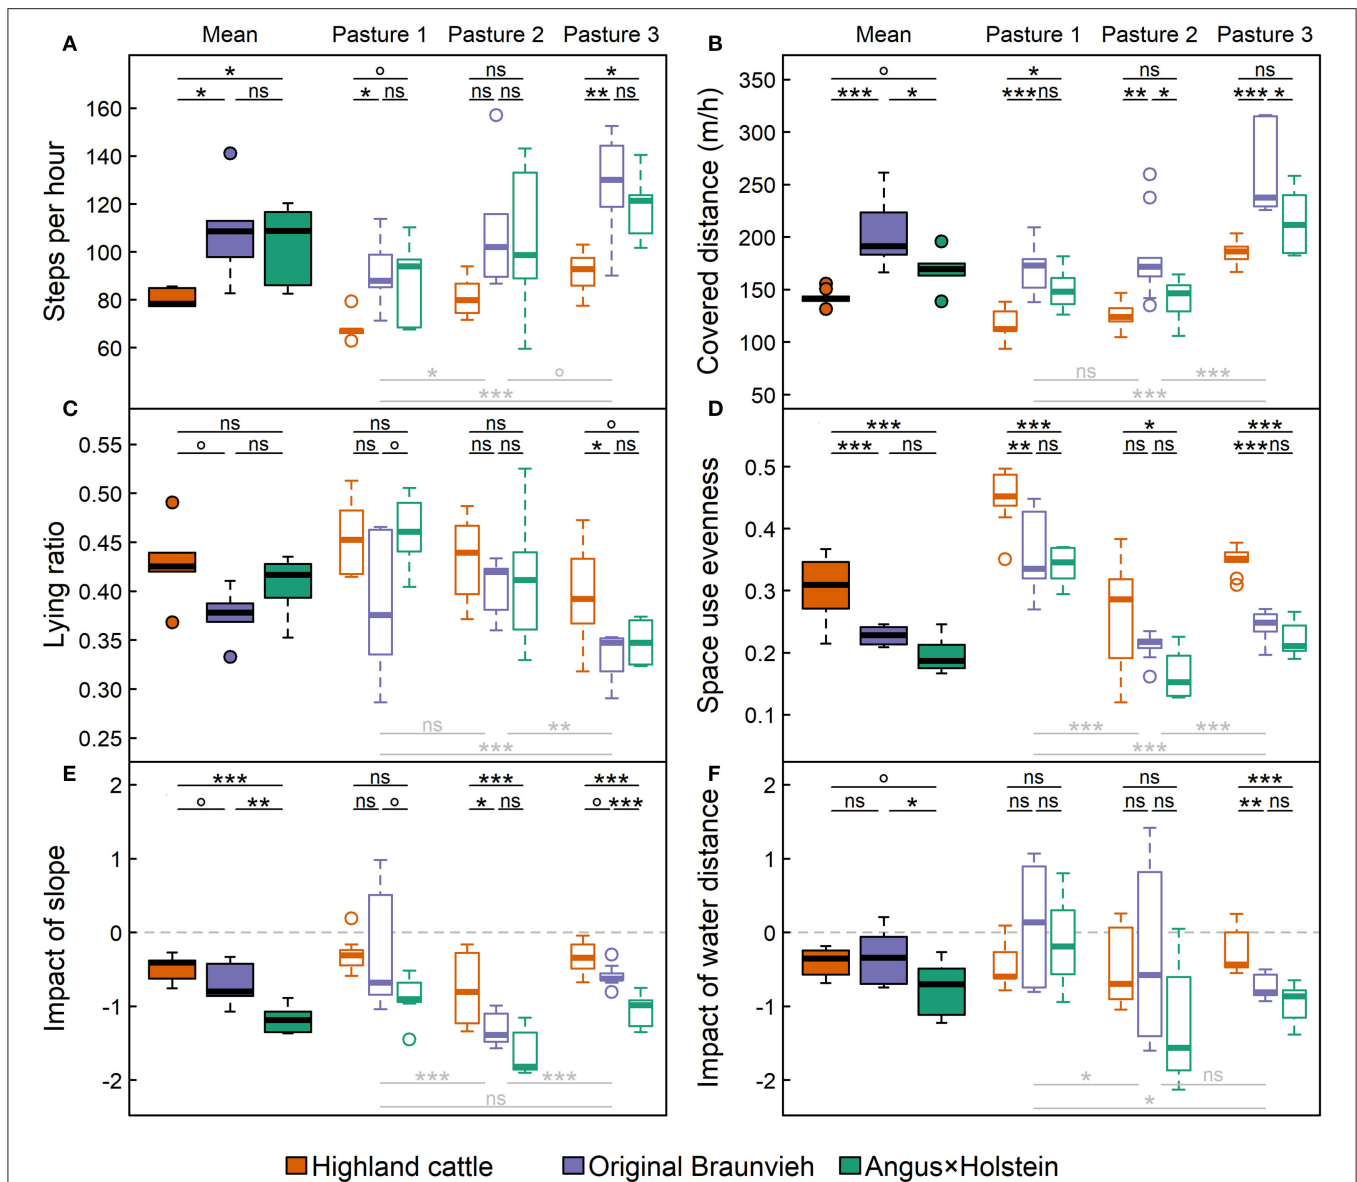 A Mean Pasture 1 Pasture 2 Pasture 3
* ° ns *
* ns * ns ns ns ** ns
Steps per hour
160
140
120
100
80
60
* °
***
B Mean Pasture 1 Pasture 2 Pasture 3
° * ns ns
*** * *** ns ** * *** *
Covered distance (m/h)
350
300
250
200
150
100
50
ns ***
***
C
ns ns ns °
° ns ns ° ns ns * ns
Lying ratio
0.55
0.50
0.45
0.40
0.35
0.30
0.25
ns **
***
D
*** *** * ***
*** ns ** ns ns ns *** ns
Space use evenness
0.5
0.4
0.3
0.2
0.1
*** ***
***
E
*** ns *** ***
° ** ns ° * ns ° ***
Impact of slope
2
1
0
-1
-2
*** ***
ns
F
° ns ns ***
ns * ns ns ns ns ** ns
Impact of water distance
2
1
0
-1
-2
* ns
*
Highland cattle Original Braunvieh Angus×Holstein